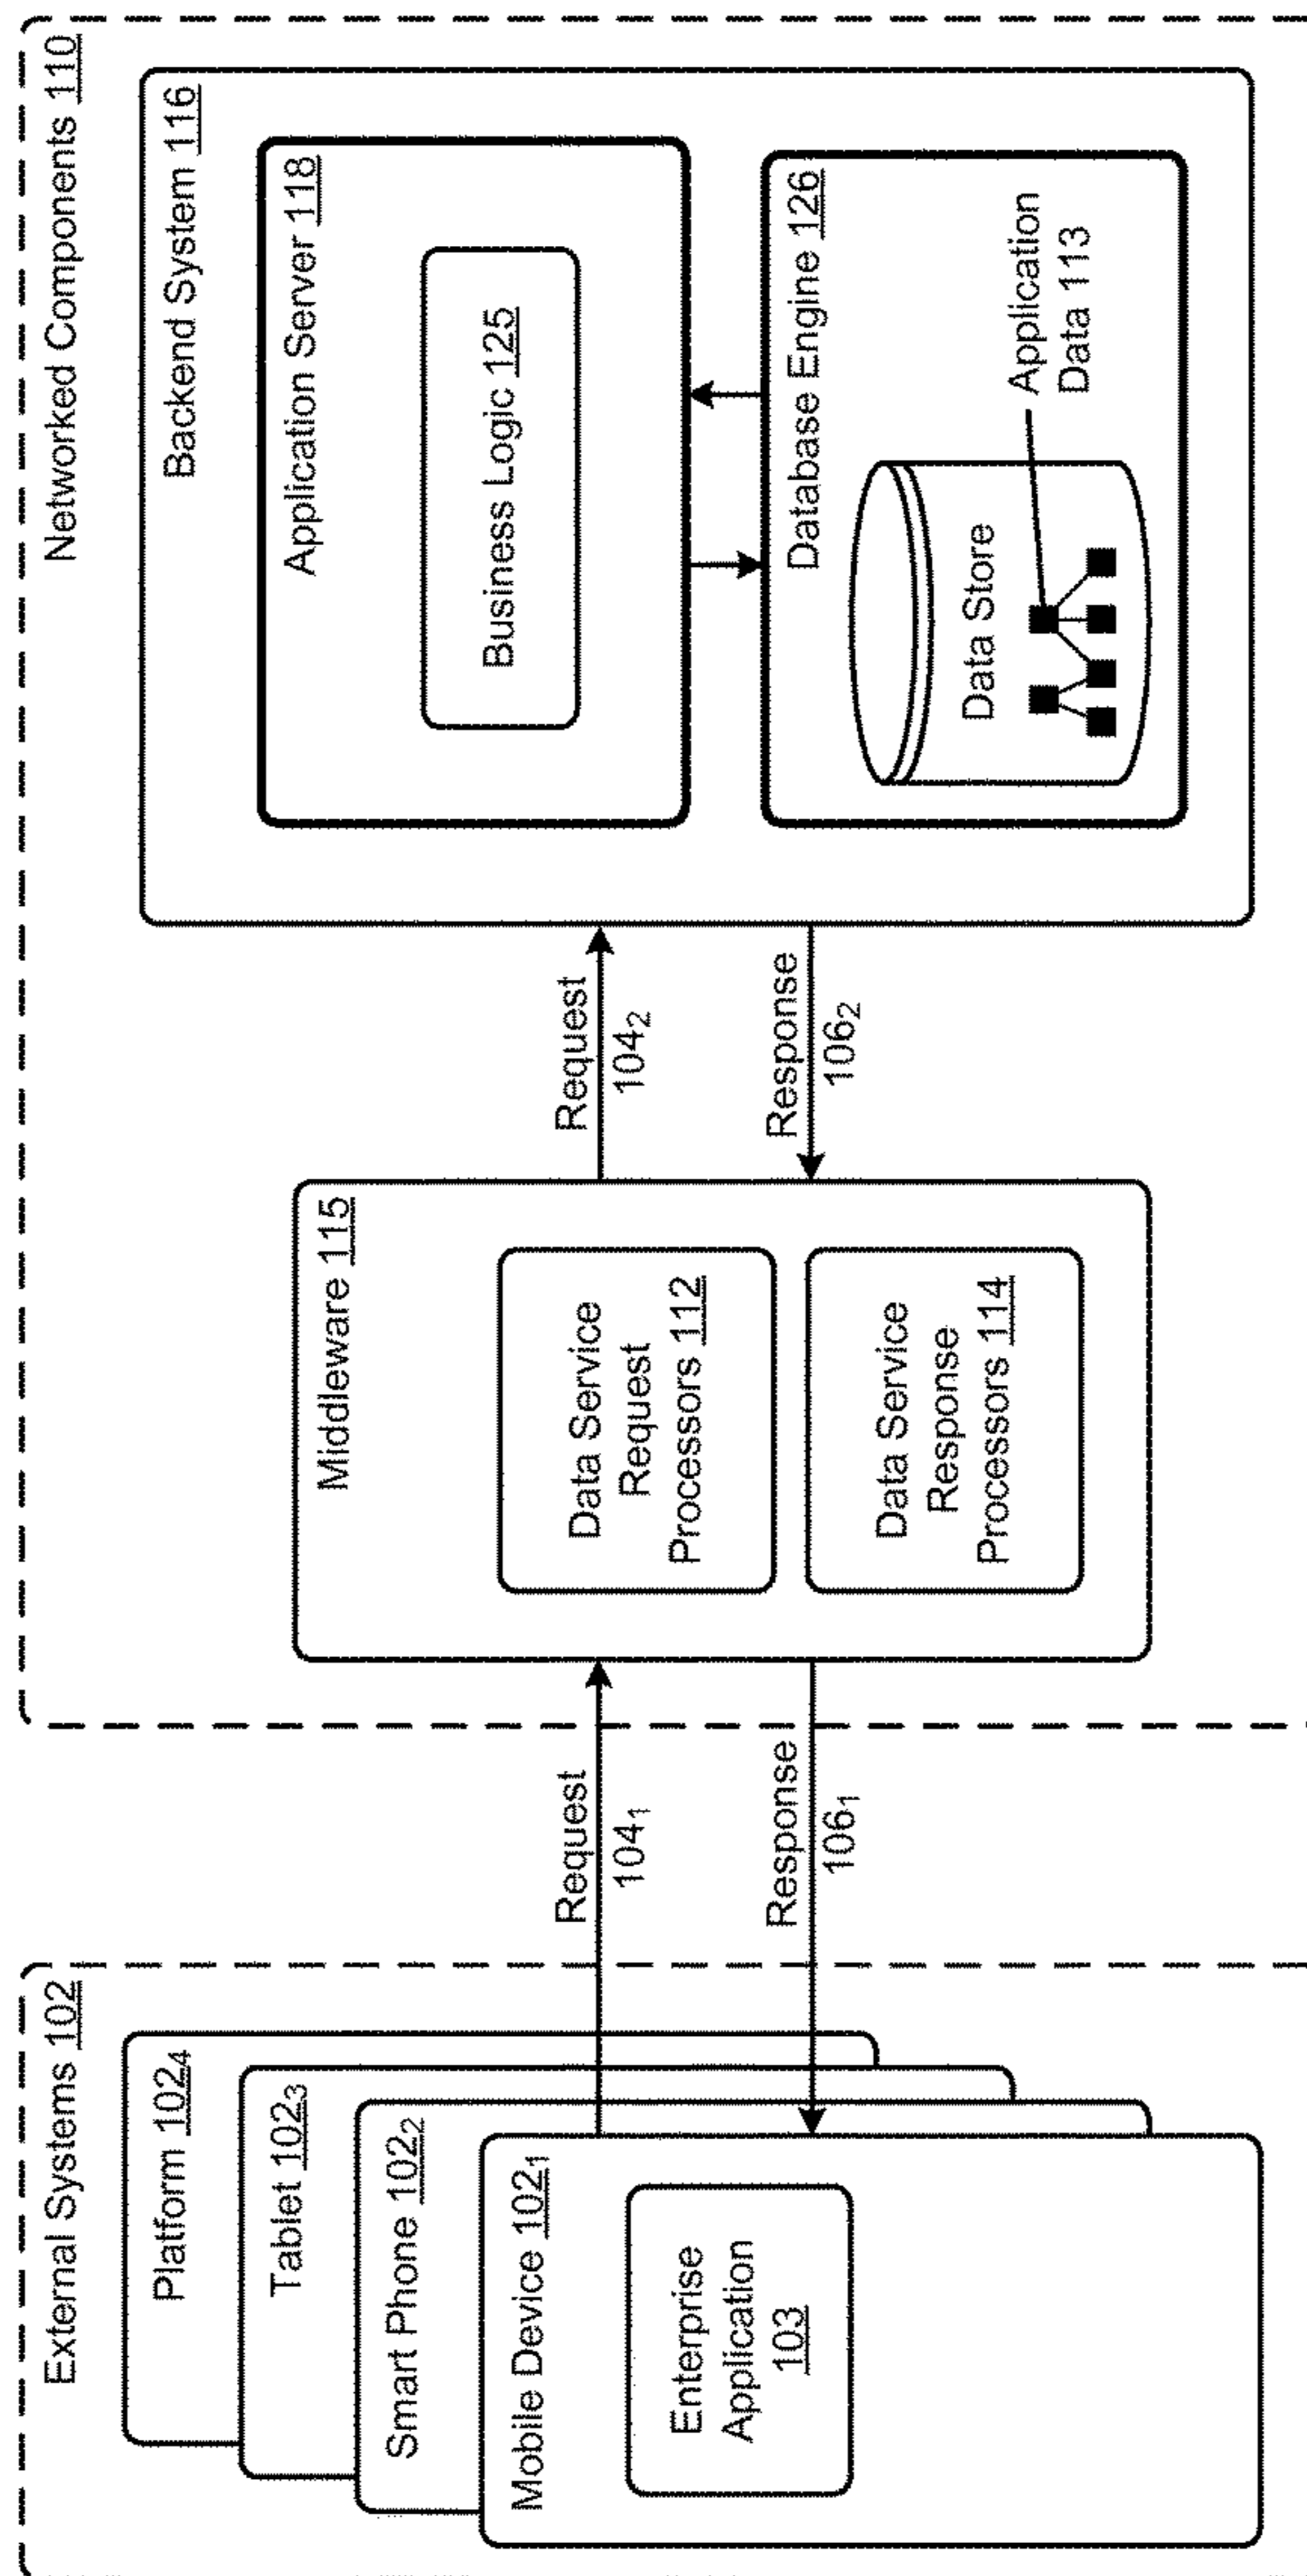 External Systems 102
Platform 102₄
Tablet 102₃
Smart Phone 102₂
Mobile Device 102₁
Enterprise
Application
103
Request
104₁
Response
106₁
Networked Components 110
Middleware 115
Data Service
Request
Processors 112
Data Service
Response
Processors 114
Request
104₂
Response
106₂
Backend System 116
Application Server 118
Business Logic 125
Database Engine 126
Data Store
Application
Data 113